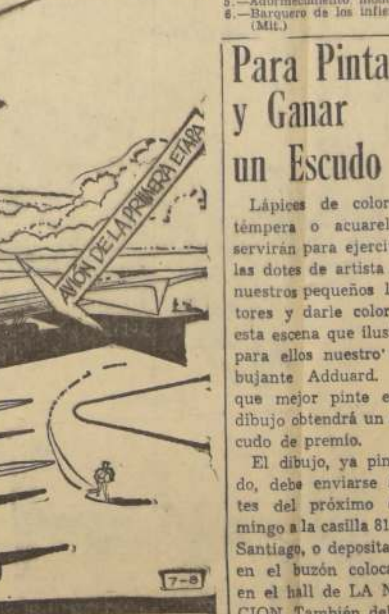 5.—Adormecimiento
6.—Barquero de los infie
(Mit.)
Para Pinta
y Ganar
un Escudo
Lápices de color
témpera o acuarel
servirán para ejerci
las dotes de artista
nuestros pequeños l
tores y darle color
esta escena que ilus
para ellos nuestro
bujante Adduard.
que mejor pinte e
dibujo obtendrá un
cudo de premio.
El dibujo, ya pin
do, debe enviarse
tes del próximo
mingo a la casilla 81
Santiago, o deposita
en el buzón coloca
en el hall de LA N
CION. También de
AVION DE LA PRIMERA ETAPA
7-8